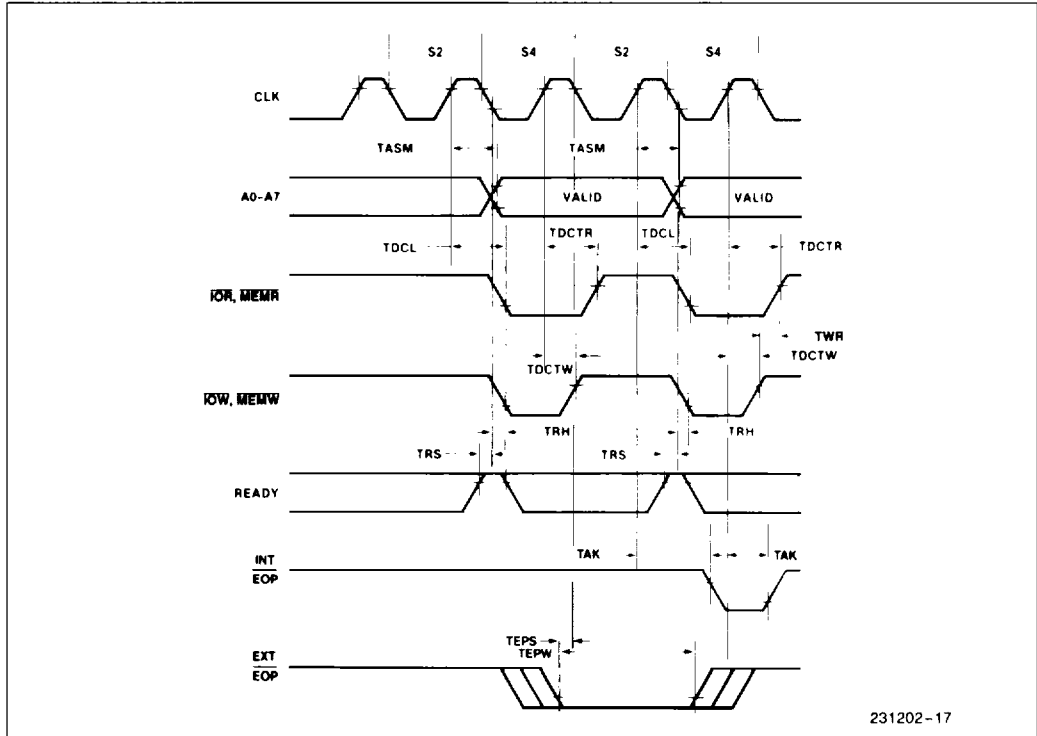 S2 S4 S2 S4
CLK
TASM TASM
A0-A7 VALID VALID
TDCL TDCTR TDCL TDCTR
IOR, MEMR
TWR
TDCTW TDCTW
IOW, MEMW
TRH TRH
TRS TRS
READY
TAK TAK
INT
EOP
TEPS
TEPW
EXT
EOP
231202-17